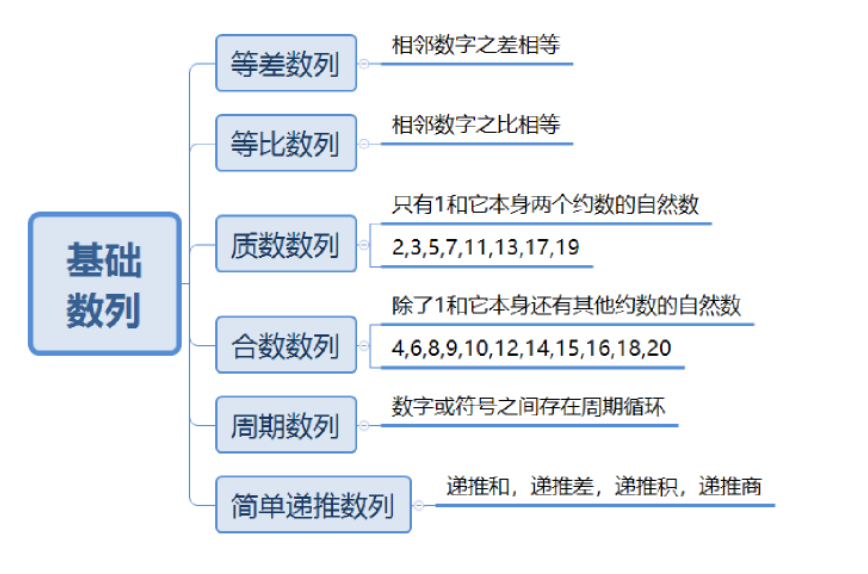 基础
数列
等差数列
相邻数字之差相等
等比数列
相邻数字之比相等
质数数列
只有1和它本身两个约数的自然数
2,3,5,7,11,13,17,19
合数数列
除了1和它本身还有其他约数的自然数
4,6,8,9,10,12,14,15,16,18,20
周期数列
数字或符号之间存在周期循环
简单递推数列
递推和，递推差，递推积，递推商